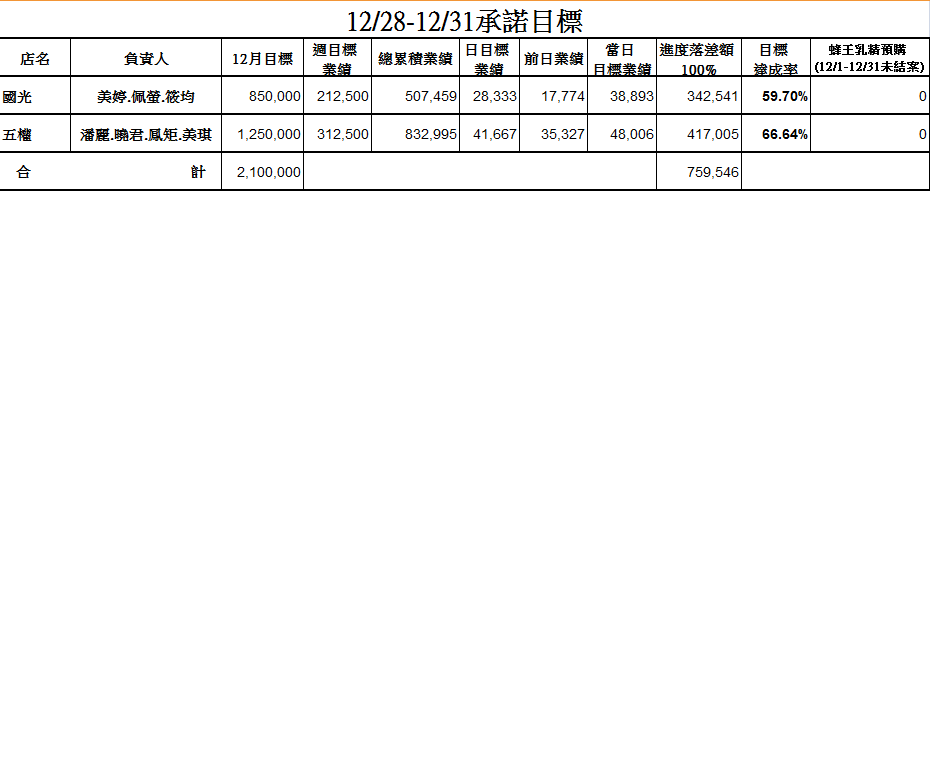 12/28-12/31承諾目標
店名 負責人 12月目標 週目標業績 總累積業績 日目標業績 前日業績 當日目標業績 進度落差額100% 目標達成率 蜂王乳精預購(12/1-12/31未結案)
國光 美婷.佩螢.筱均 850,000 212,500 507,459 28,333 17,774 38,893 342,541 59.70% 0
五權 潘麗.曉君.鳳矩.美琪 1,250,000 312,500 832,995 41,667 35,327 48,006 417,005 66.64% 0
合 計 2,100,000 759,546